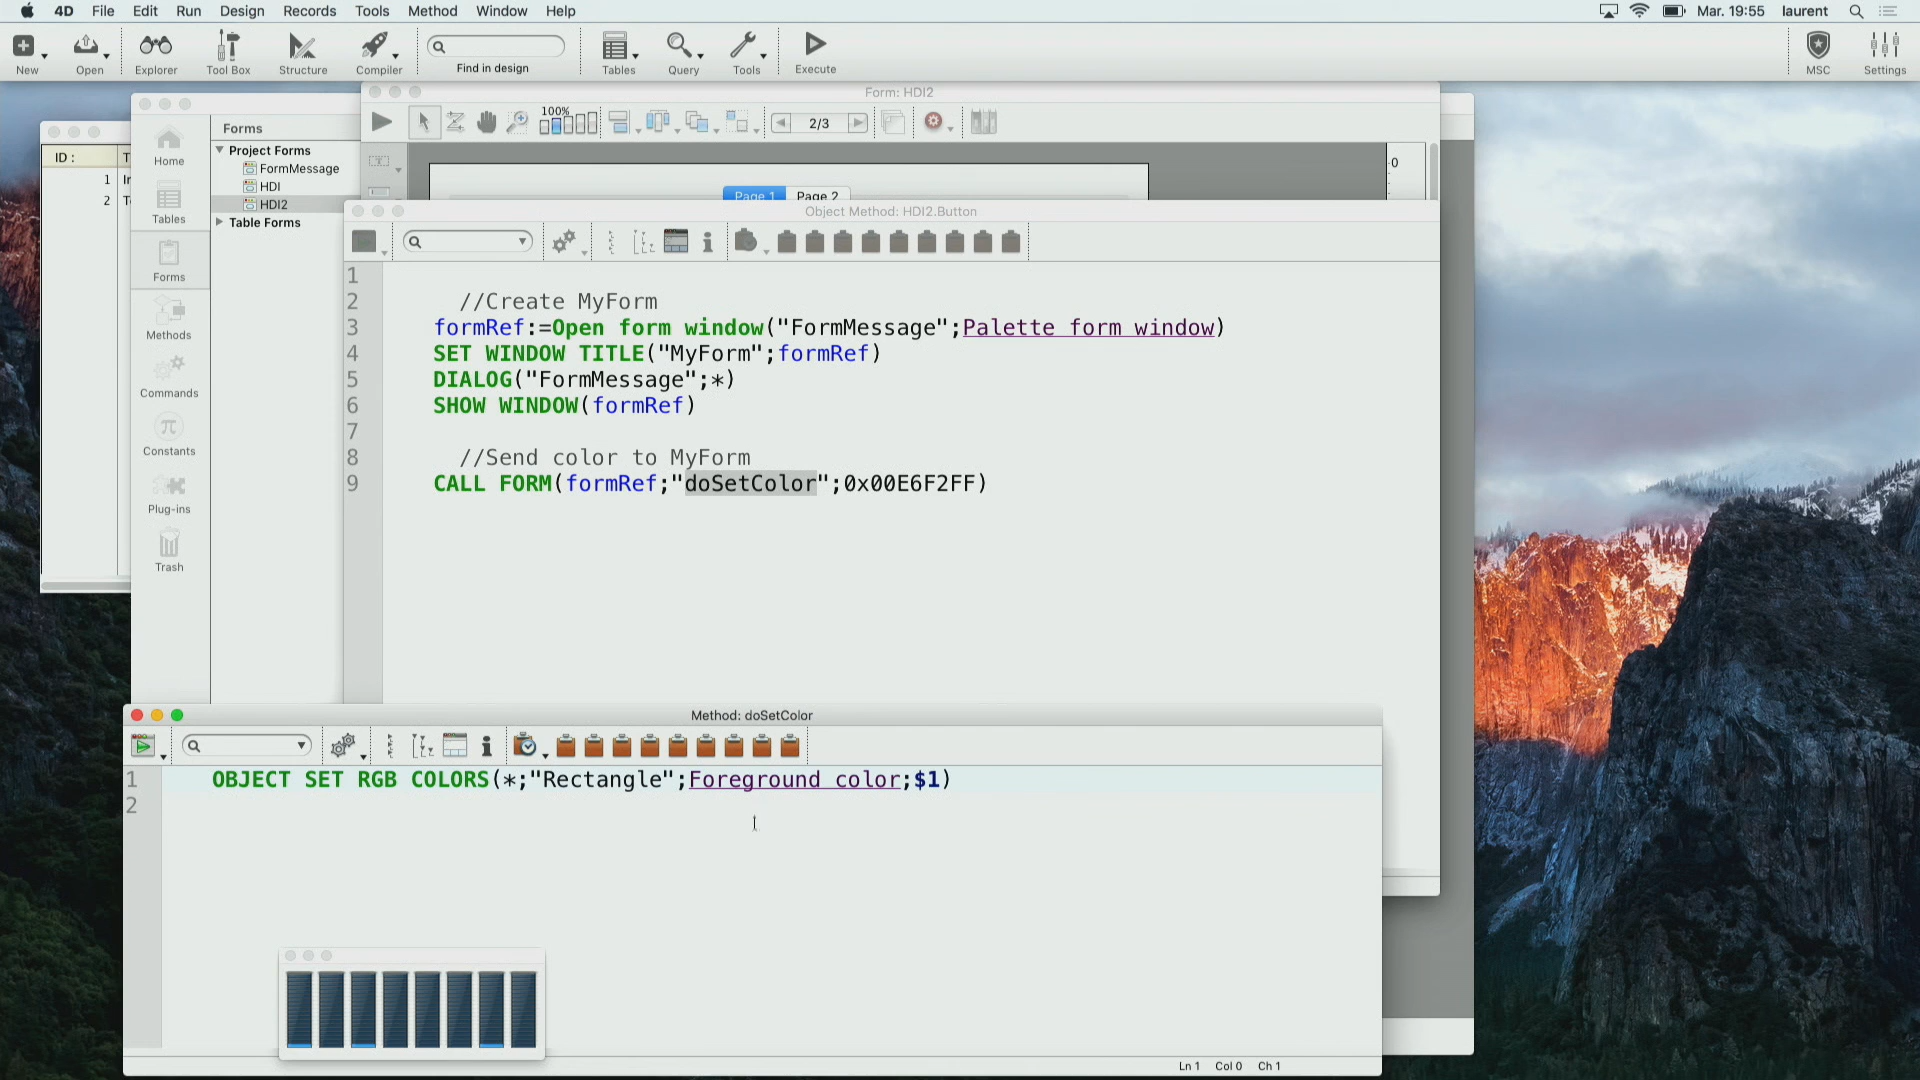 4D File Edit Run Design Records Tools Method Window Help Mar. 19:55 laurent
New Open Explorer Tool Box Structure Compiler Find in design Tables Query Tools Execute MSC Settings
Form: HDI2
100%
2/3
Forms
Project Forms
FormMessage
HDI
HDI2
Table Forms
Home
Tables
Forms
Methods
Commands
Constants
Plug-ins
Trash
ID :
1
2
0
Page 1 Page 2
Object Method: HDI2.Button
1
2 //Create MyForm
3 formRef:=Open form window("FormMessage";Palette form window)
4 SET WINDOW TITLE("MyForm";formRef)
5 DIALOG("FormMessage";*)
6 SHOW WINDOW(formRef)
7
8 //Send color to MyForm
9 CALL FORM(formRef;"doSetColor";0x00E6F2FF)
Method: doSetColor
1 OBJECT SET RGB COLORS(*;"Rectangle";Foreground color;$1)
2
Ln 1 Col 0 Ch 1